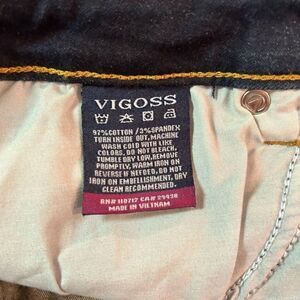 VIGOSS
97%COTTON /3%SPANDEX
TURN INSIDE OUT,MACHINE
WASH COLD WITH LIKE
COLORS, DO NOT BLEACH,
TUMBLE DRY LOW,REMOVE
PROMPTLY, WARM IRON ON
REVERSE IF NEEDED, DO NOT
IRON ON EMBELLISHMENT, DRY
CLEAN RECOMMENDED.
RN# 110717 CA# 29938
MADE IN VIETNAM